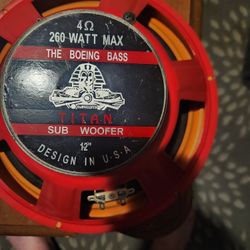 4Ω
260 WATT MAX
THE BOEING BASS
TITAN
SUB WOOFER
12"
DESIGN IN U·S·A